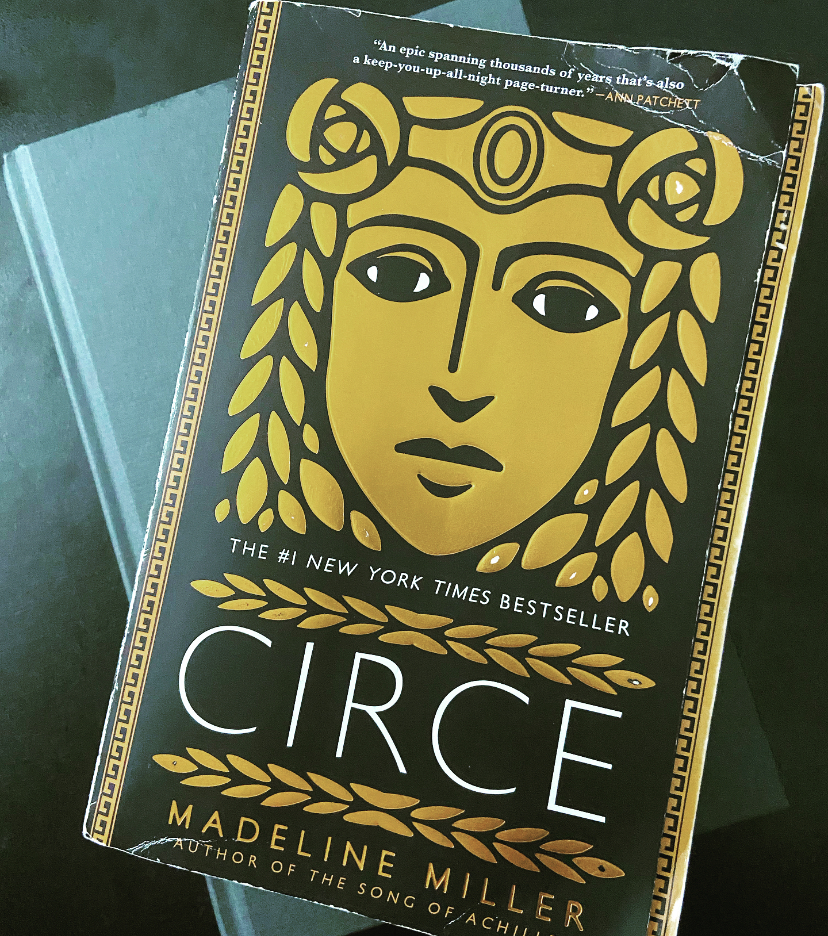 “An epic spanning thousands of years that’s also
a keep-you-up-all-night page-turner.” —ANN PATCHETT
THE #1 NEW YORK TIMES BESTSELLER
CIRCE
MADELINE MILLER
AUTHOR OF THE SONG OF ACHILL